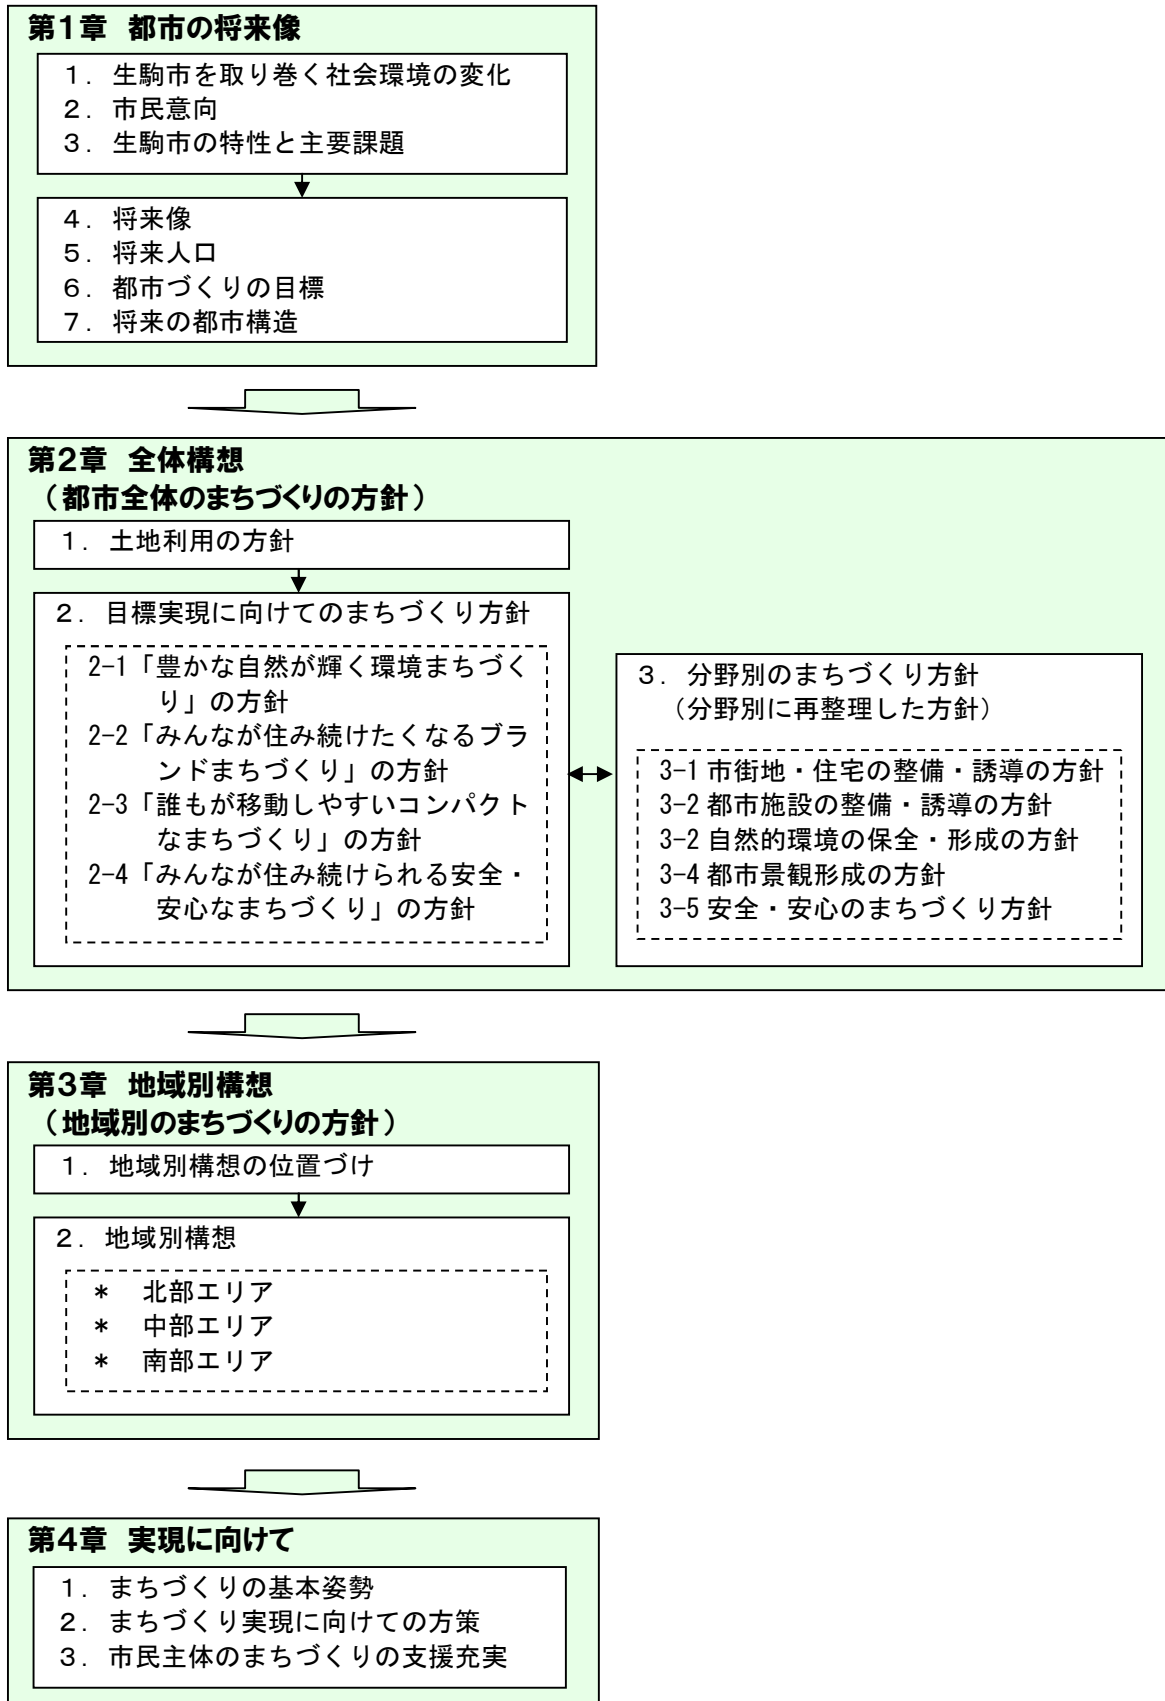 第1章 都市の将来像
1. 生駒市を取り巻く社会環境の変化
2. 市民意向
3. 生駒市の特性と主要課題
4. 将来像
5. 将来人口
6. 都市づくりの目標
7. 将来の都市構造
第2章 全体構想
(都市全体のまちづくりの方針)
1. 土地利用の方針
2. 目標実現に向けてのまちづくり方針
2-1「豊かな自然が輝く環境まちづく
り」の方針
2-2「みんなが住み続けたくなるブラ
ンドまちづくり」の方針
2-3「誰もが移動しやすいコンパクト
なまちづくり」の方針
2-4「みんなが住み続けられる安全・
安心なまちづくり」の方針
3. 分野別のまちづくり方針
(分野別に再整理した方針)
3-1 市街地・住宅の整備・誘導の方針
3-2 都市施設の整備・誘導の方針
3-2 自然的環境の保全・形成の方針
3-4 都市景観形成の方針
3-5 安全・安心のまちづくり方針
第3章 地域別構想
(地域別のまちづくりの方針)
1. 地域別構想の位置づけ
2. 地域別構想
* 北部エリア
* 中部エリア
* 南部エリア
第4章 実現に向けて
1. まちづくりの基本姿勢
2. まちづくり実現に向けての方策
3. 市民主体のまちづくりの支援充実